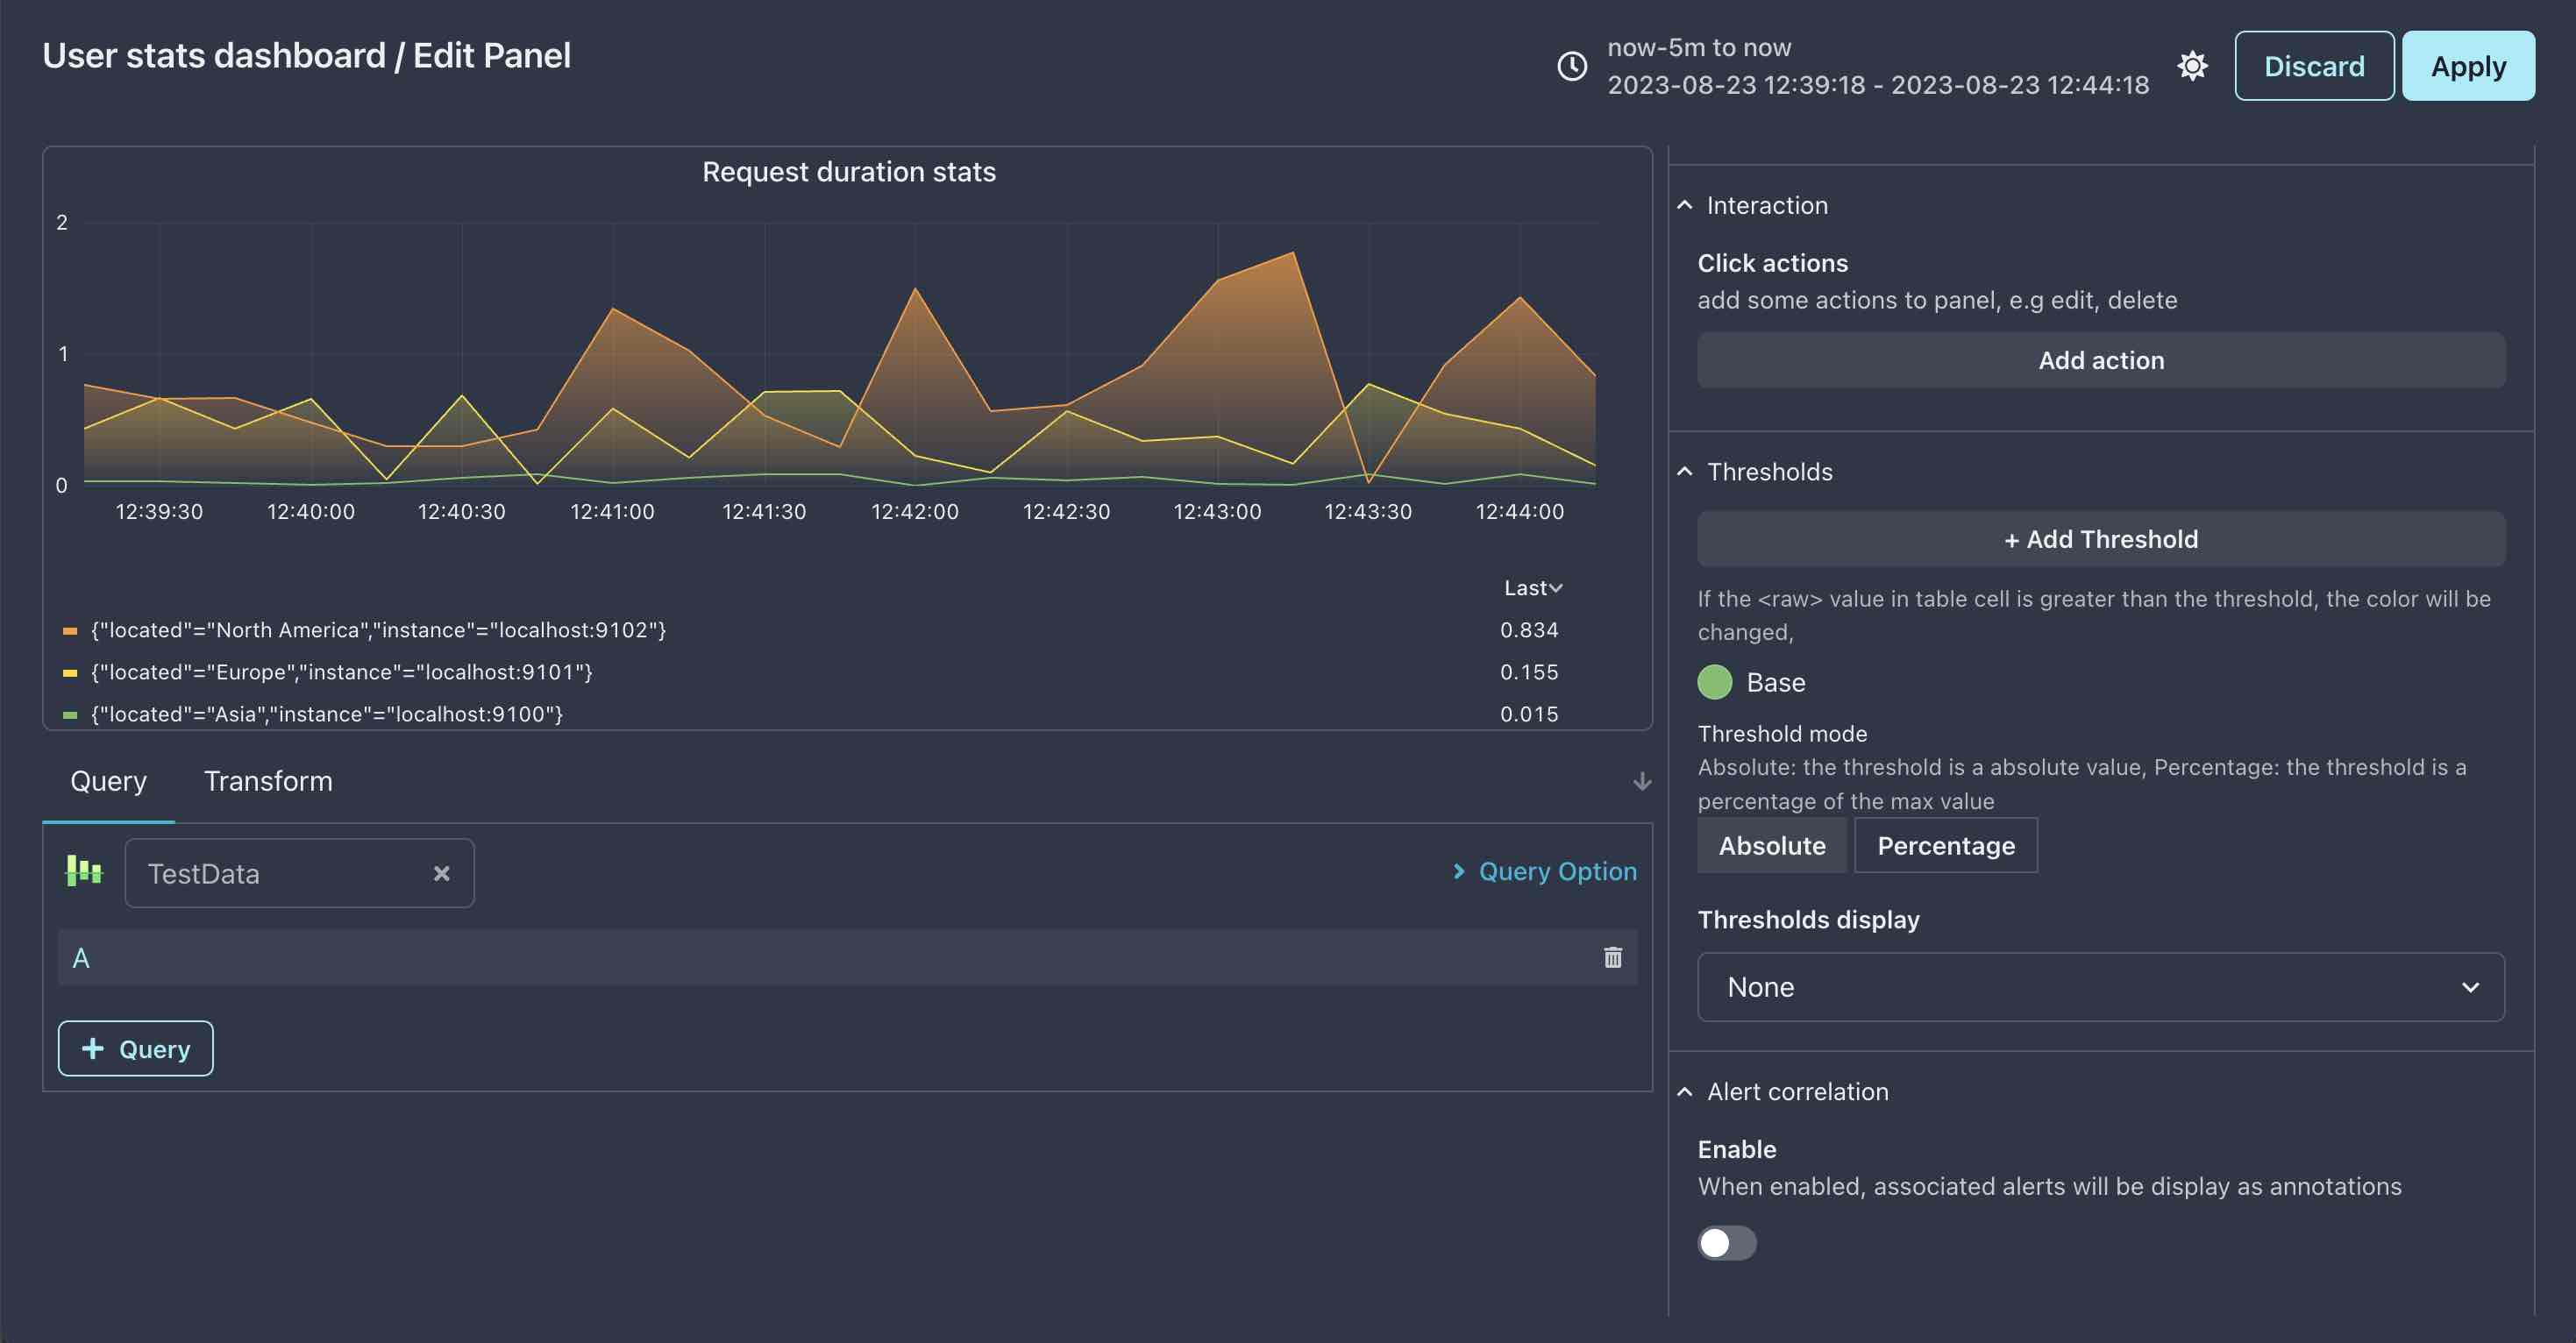 User stats dashboard / Edit Panel
now-5m to now
2023-08-23 12:39:18 - 2023-08-23 12:44:18
Discard
Apply
Request duration stats
2
1
0
12:39:30 12:40:00 12:40:30 12:41:00 12:41:30 12:42:00 12:42:30 12:43:00 12:43:30 12:44:00
Last
{"located"="North America","instance"="localhost:9102"} 0.834
{"located"="Europe","instance"="localhost:9101"} 0.155
{"located"="Asia","instance"="localhost:9100"} 0.015
Query Transform
TestData
Query Option
A
+ Query
Interaction
Click actions
add some actions to panel, e.g edit, delete
Add action
Thresholds
+ Add Threshold
If the <raw> value in table cell is greater than the threshold, the color will be
changed,
Base
Threshold mode
Absolute: the threshold is a absolute value, Percentage: the threshold is a
percentage of the max value
Absolute Percentage
Thresholds display
None
Alert correlation
Enable
When enabled, associated alerts will be display as annotations